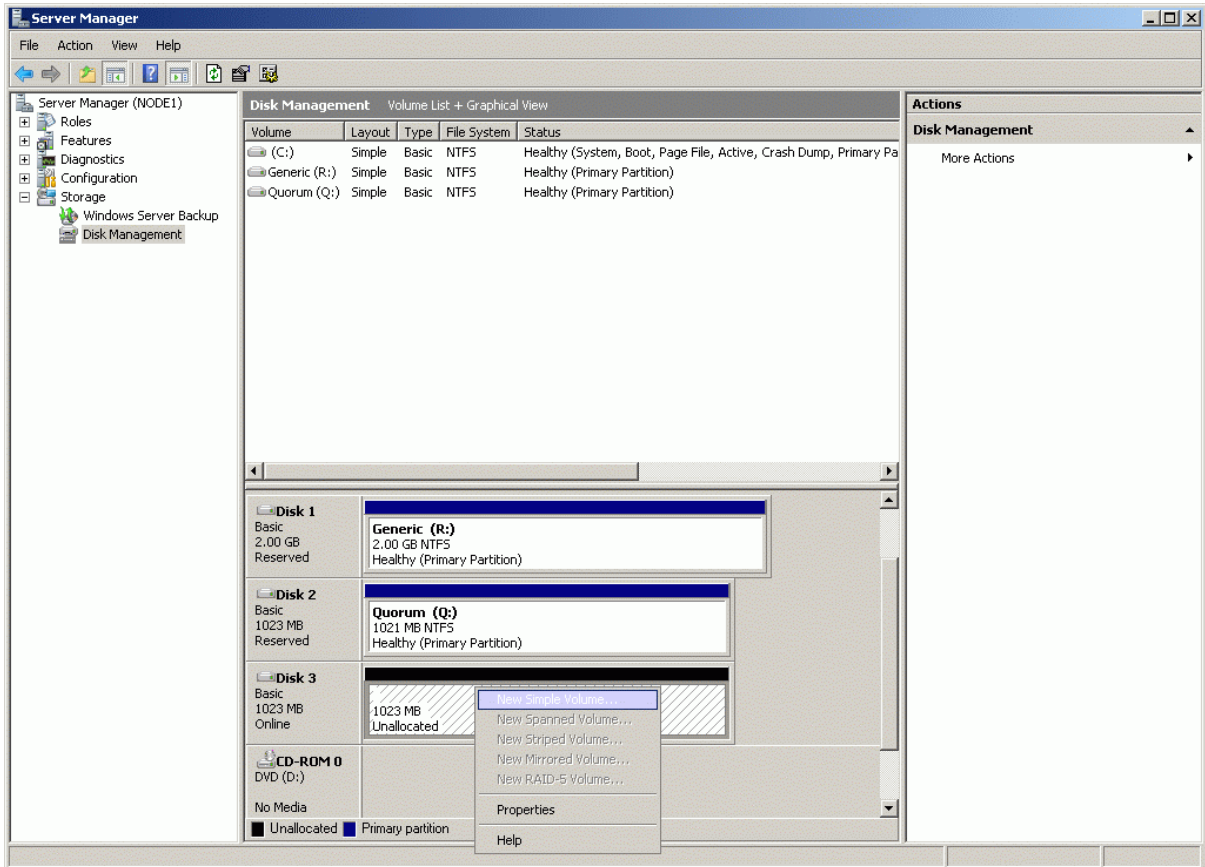 Server Manager
File Action View Help
Server Manager (NODE1)
Roles
Features
Diagnostics
Configuration
Storage
Windows Server Backup
Disk Management
Disk Management Volume List + Graphical View
Volume Layout Type File System Status
(C:) Simple Basic NTFS Healthy (System, Boot, Page File, Active, Crash Dump, Primary Pa
Generic (R:) Simple Basic NTFS Healthy (Primary Partition)
Quorum (Q:) Simple Basic NTFS Healthy (Primary Partition)
Disk 1
Basic
2.00 GB
Reserved
Generic (R:)
2.00 GB NTFS
Healthy (Primary Partition)
Disk 2
Basic
1023 MB
Reserved
Quorum (Q:)
1021 MB NTFS
Healthy (Primary Partition)
Disk 3
Basic
1023 MB
Online
1023 MB
Unallocated
New Simple Volume...
New Spanned Volume...
New Striped Volume...
New Mirrored Volume...
New RAID-5 Volume...
Properties
Help
CD-ROM 0
DVD (D:)
No Media
Unallocated Primary partition
Actions
Disk Management
More Actions